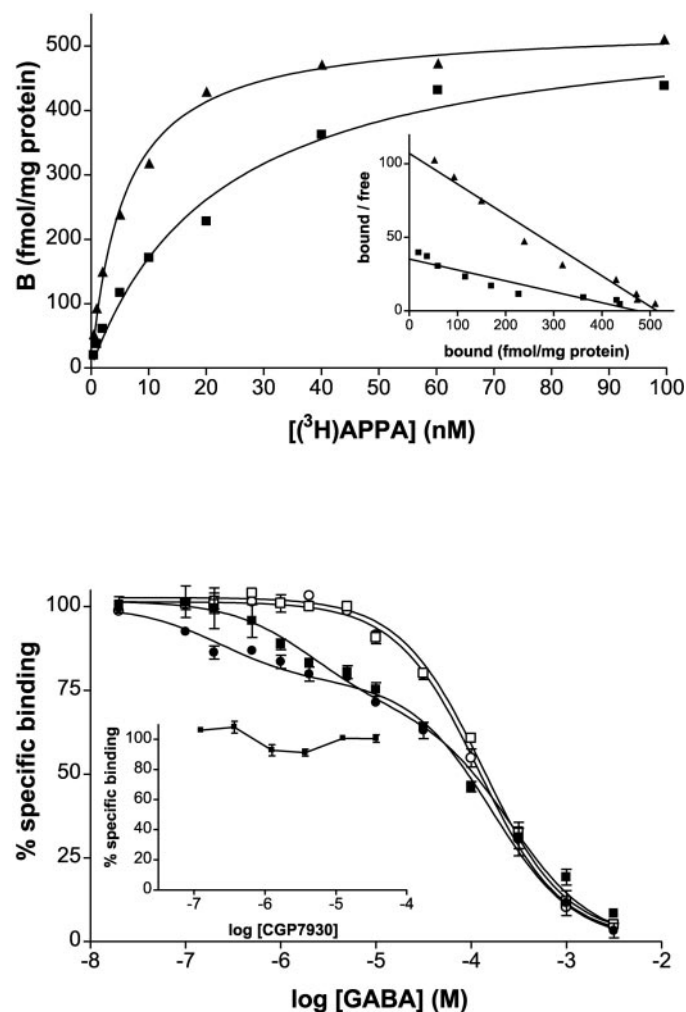 500
400
300
200
100
0
B (fmol/mg protein)
0 10 20 30 40 50 60 70 80 90 100
[(³H)APPA] (nM)
100
50
0
bound / free
0 100 200 300 400 500
bound (fmol/mg protein)
100
75
50
25
0
% specific binding
-8 -7 -6 -5 -4 -3 -2
log [GABA] (M)
100
80
60
40
20
0
% specific binding
-7 -6 -5 -4
log [CGP7930]